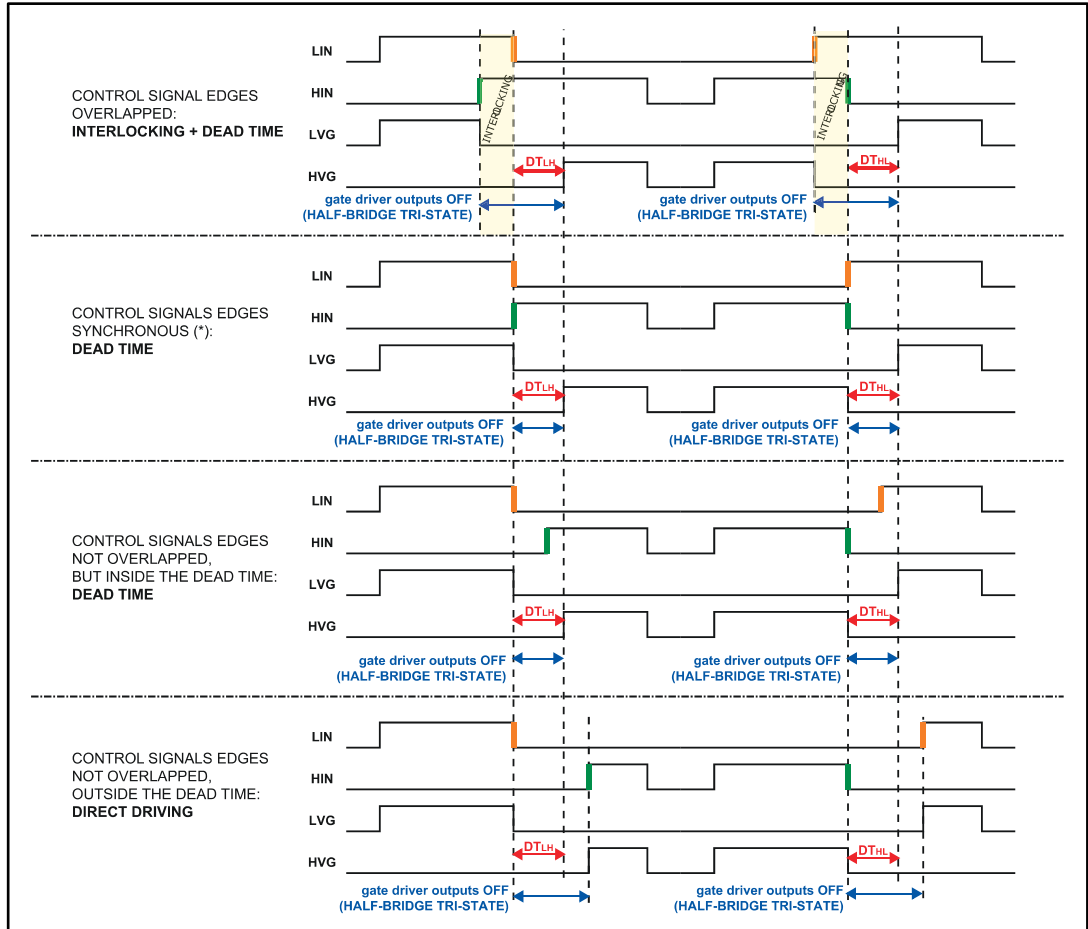 LIN
HIN
LVG
HVG
CONTROL SIGNAL EDGES
OVERLAPPED:
INTERLOCKING + DEAD TIME
INTERLOCKING
INTERLOCKING
DTLH
DTHL
gate driver outputs OFF
(HALF-BRIDGE TRI-STATE)
gate driver outputs OFF
(HALF-BRIDGE TRI-STATE)
LIN
HIN
LVG
HVG
CONTROL SIGNALS EDGES
SYNCHRONOUS (*):
DEAD TIME
DTLH
DTHL
gate driver outputs OFF
(HALF-BRIDGE TRI-STATE)
gate driver outputs OFF
(HALF-BRIDGE TRI-STATE)
LIN
HIN
LVG
HVG
CONTROL SIGNALS EDGES
NOT OVERLAPPED,
BUT INSIDE THE DEAD TIME:
DEAD TIME
DTLH
DTHL
gate driver outputs OFF
(HALF-BRIDGE TRI-STATE)
gate driver outputs OFF
(HALF-BRIDGE TRI-STATE)
LIN
HIN
LVG
HVG
CONTROL SIGNALS EDGES
NOT OVERLAPPED,
OUTSIDE THE DEAD TIME:
DIRECT DRIVING
DTLH
DTHL
gate driver outputs OFF
(HALF-BRIDGE TRI-STATE)
gate driver outputs OFF
(HALF-BRIDGE TRI-STATE)